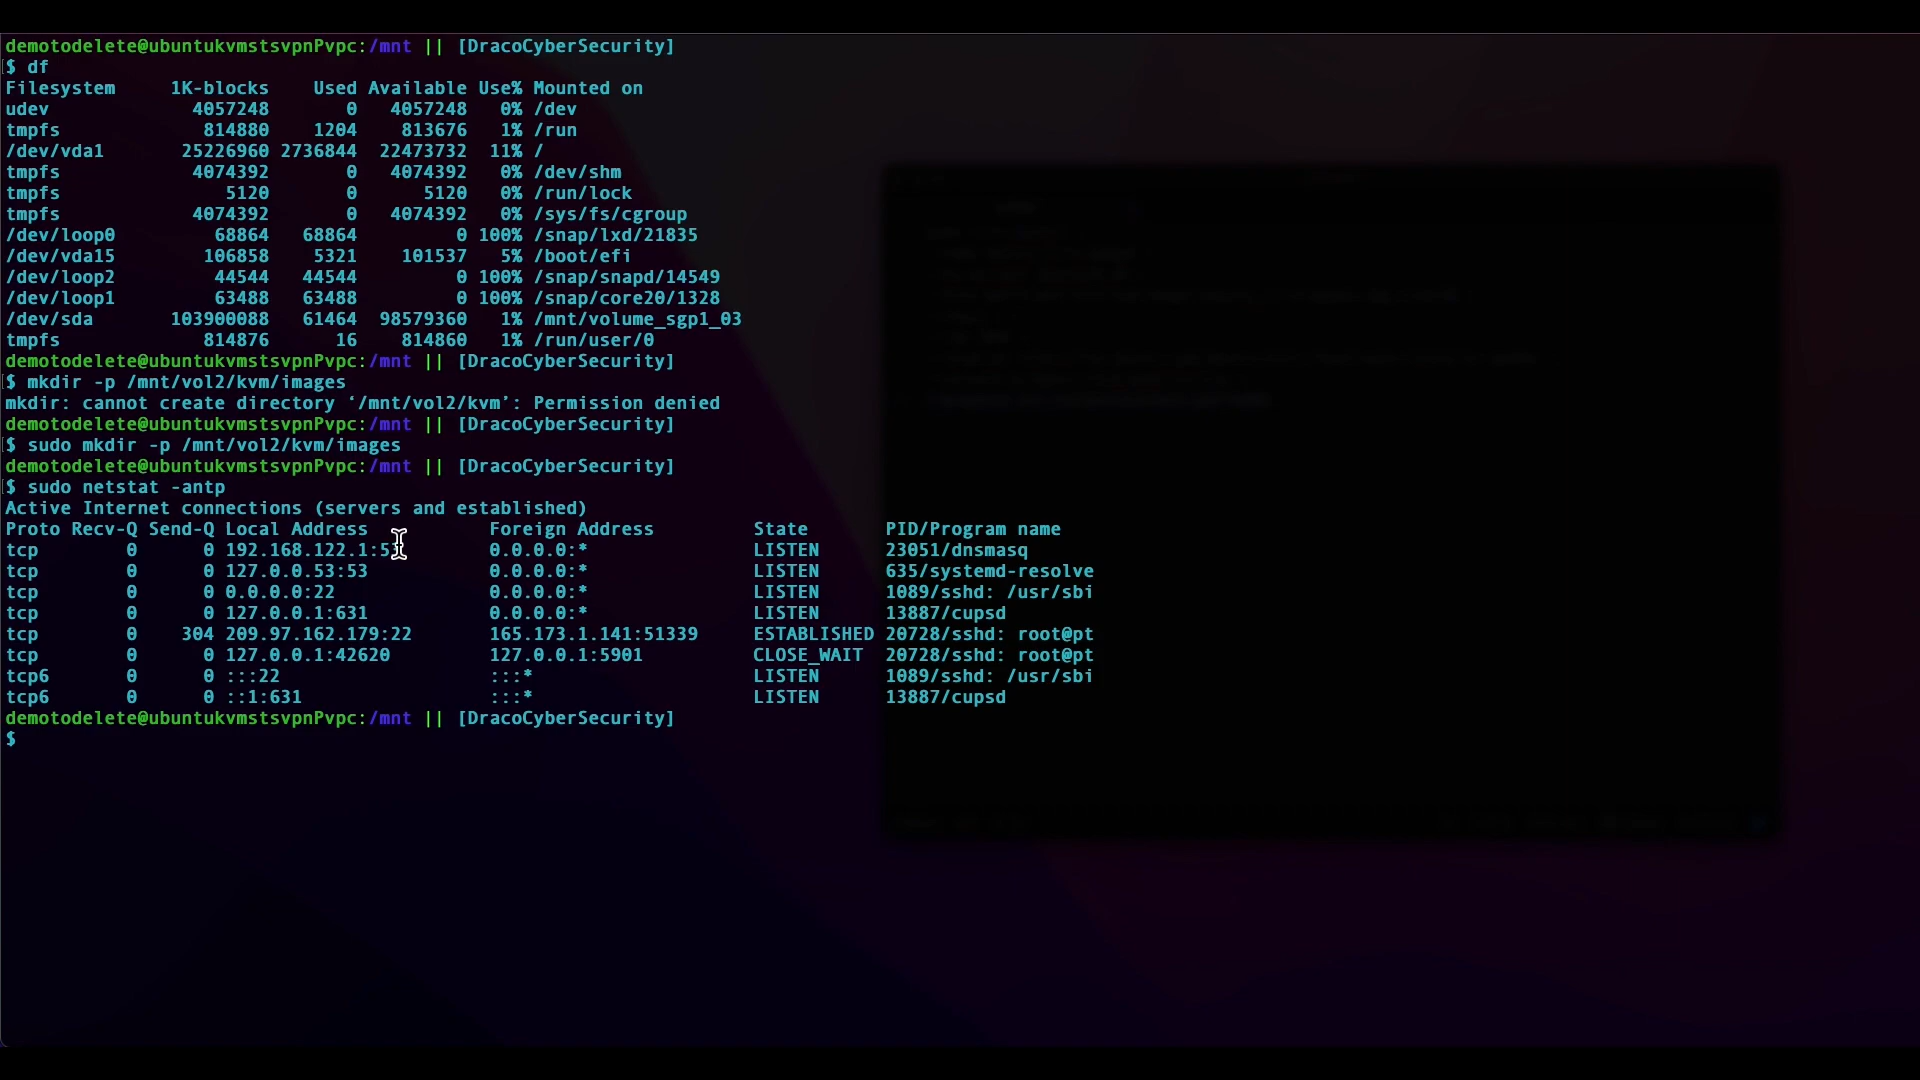 demotodelete@ubuntukvmstsvpnPvpc:/mnt || [DracoCyberSecurity]
$ df
Filesystem     1K-blocks    Used Available Use% Mounted on
udev             4057248       0   4057248   0% /dev
tmpfs             814880    1204    813676   1% /run
/dev/vda1       25226960 2736844  22473732  11% /
tmpfs            4074392       0   4074392   0% /dev/shm
tmpfs               5120       0      5120   0% /run/lock
tmpfs            4074392       0   4074392   0% /sys/fs/cgroup
/dev/loop0         68864   68864         0 100% /snap/lxd/21835
/dev/vda15        106858    5321    101537   5% /boot/efi
/dev/loop2         44544   44544         0 100% /snap/snapd/14549
/dev/loop1         63488   63488         0 100% /snap/core20/1328
/dev/sda       103900088   61464  98579360   1% /mnt/volume_sgp1_03
tmpfs             814876      16    814860   1% /run/user/0
demotodelete@ubuntukvmstsvpnPvpc:/mnt || [DracoCyberSecurity]
$ mkdir -p /mnt/vol2/kvm/images
mkdir: cannot create directory ‘/mnt/vol2/kvm’: Permission denied
demotodelete@ubuntukvmstsvpnPvpc:/mnt || [DracoCyberSecurity]
$ sudo mkdir -p /mnt/vol2/kvm/images
demotodelete@ubuntukvmstsvpnPvpc:/mnt || [DracoCyberSecurity]
$ sudo netstat -antp
Active Internet connections (servers and established)
Proto Recv-Q Send-Q Local Address           Foreign Address         State       PID/Program name
tcp        0      0 192.168.122.1:53        0.0.0.0:*               LISTEN      23051/dnsmasq
tcp        0      0 127.0.0.53:53           0.0.0.0:*               LISTEN      635/systemd-resolve
tcp        0      0 0.0.0.0:22              0.0.0.0:*               LISTEN      1089/sshd: /usr/sbi
tcp        0      0 127.0.0.1:631           0.0.0.0:*               LISTEN      13887/cupsd
tcp        0    304 209.97.162.179:22       165.173.1.141:51339     ESTABLISHED 20728/sshd: root@pt
tcp        0      0 127.0.0.1:42620         127.0.0.1:5901          CLOSE_WAIT  20728/sshd: root@pt
tcp6       0      0 :::22                   :::*                    LISTEN      1089/sshd: /usr/sbi
tcp6       0      0 ::1:631                 :::*                    LISTEN      13887/cupsd
demotodelete@ubuntukvmstsvpnPvpc:/mnt || [DracoCyberSecurity]
$